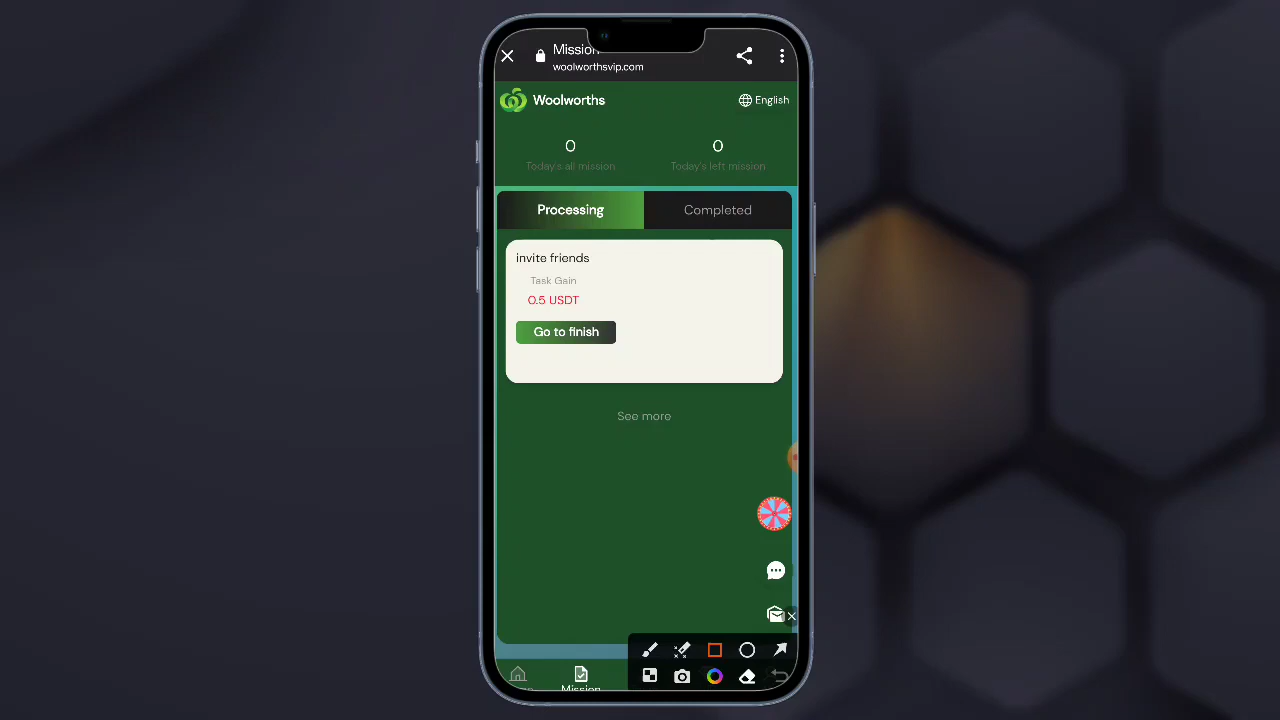 Mission
woolworthsvip.com
Woolworths
English
0
0
Today's all mission
Today's left mission
Processing
Completed
invite friends
Task Gain
0.5 USDT
Go to finish
See more
Mission